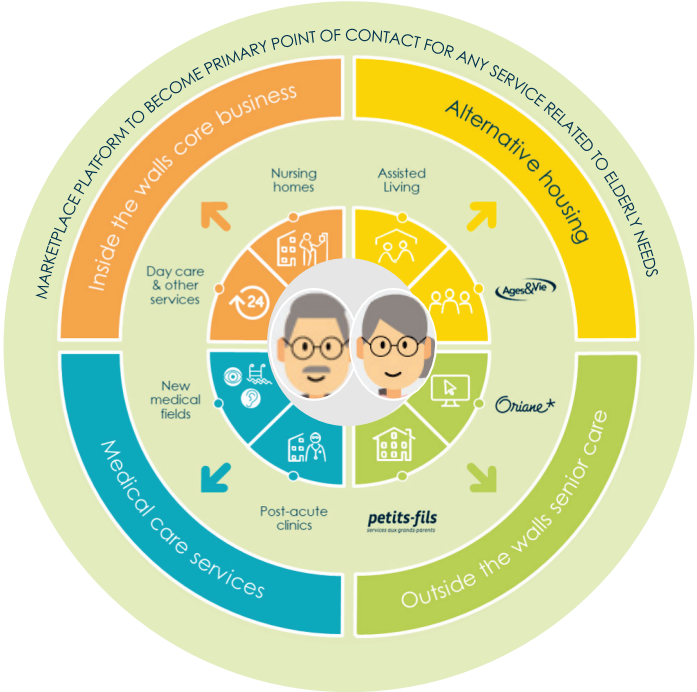 MARKETPLACE PLATFORM TO BECOME PRIMARY POINT OF CONTACT FOR ANY SERVICE RELATED TO ELDERLY NEEDS
Inside the walls core business
Alternative housing
Nursing
homes
Assisted
Living
Day care
& other
services
24
Ages&Vie
New
medical
fields
Oriane*
Post-acute
clinics
petits-fils
services aux grands parents
Medical care services
Outside the walls senior care